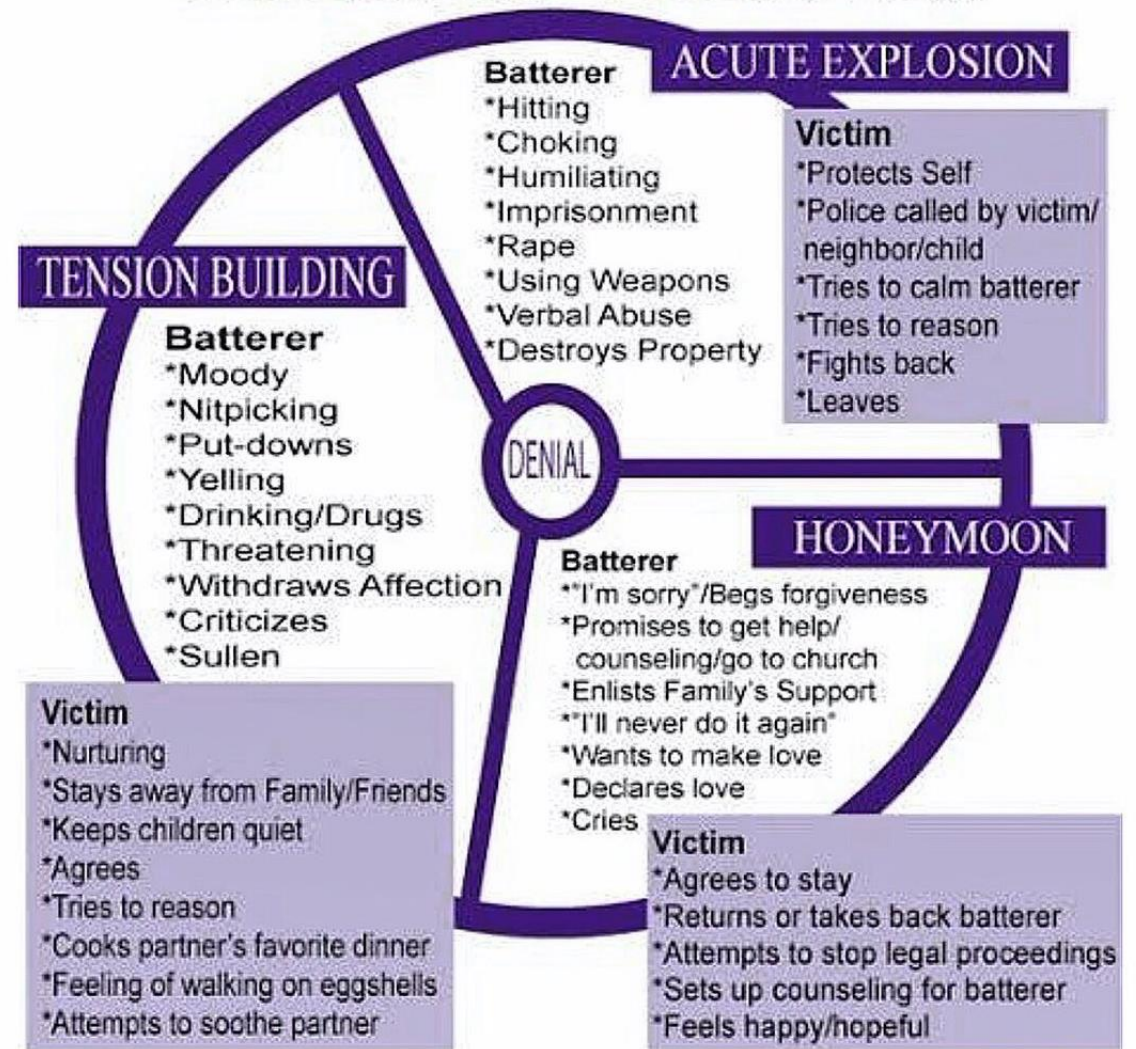 ACUTE EXPLOSION
Batterer
*Hitting
*Choking
*Humiliating
*Imprisonment
*Rape
*Using Weapons
*Verbal Abuse
*Destroys Property
Victim
*Protects Self
*Police called by victim/
neighbor/child
*Tries to calm batterer
*Tries to reason
*Fights back
*Leaves
TENSION BUILDING
Batterer
*Moody
*Nitpicking
*Put-downs
*Yelling
*Drinking/Drugs
*Threatening
*Withdraws Affection
*Criticizes
*Sullen
Victim
*Nurturing
*Stays away from Family/Friends
*Keeps children quiet
*Agrees
*Tries to reason
*Cooks partner's favorite dinner
*Feeling of walking on eggshells
*Attempts to soothe partner
DENIAL
HONEYMOON
Batterer
*"I'm sorry"/Begs forgiveness
*Promises to get help/
counseling/go to church
*Enlists Family's Support
*"I'll never do it again"
*Wants to make love
*Declares love
*Cries
Victim
*Agrees to stay
*Returns or takes back batterer
*Attempts to stop legal proceedings
*Sets up counseling for batterer
*Feels happy/hopeful